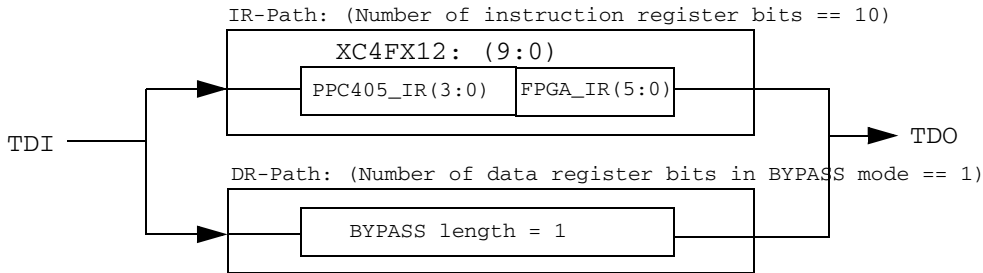 IR-Path: (Number of instruction register bits == 10)
XC4FX12: (9:0)
PPC405_IR(3:0) FPGA_IR(5:0)
TDI
TDO
DR-Path: (Number of data register bits in BYPASS mode == 1)
BYPASS length = 1